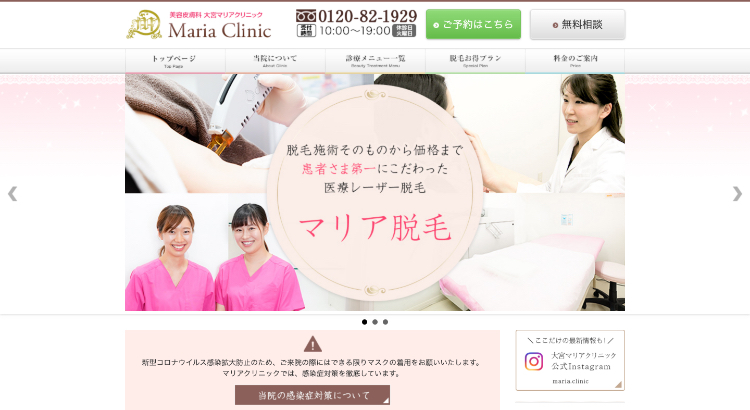 美容皮膚科 大宮マリアクリニック
Maria Clinic
0120-82-1929
受付時間 10:00〜19:00 休診日 火曜日
ご予約はこちら
無料相談
トップページ
Top Page
当院について
About Clinic
診療メニュー一覧
Beauty Treatment Menu
脱毛お得プラン
Special Plan
料金のご案内
Price
脱毛施術そのものから価格まで
患者さま第一にこだわった
医療レーザー脱毛
マリア脱毛
新型コロナウイルス感染拡大防止のため、ご来院の際にはできる限りマスクの着用をお願いいたします。
マリアクリニックでは、感染症対策を徹底しています。
当院の感染症対策について
\ ここだけの最新情報も! /
大宮マリアクリニック
公式Instagram
maria.clinic